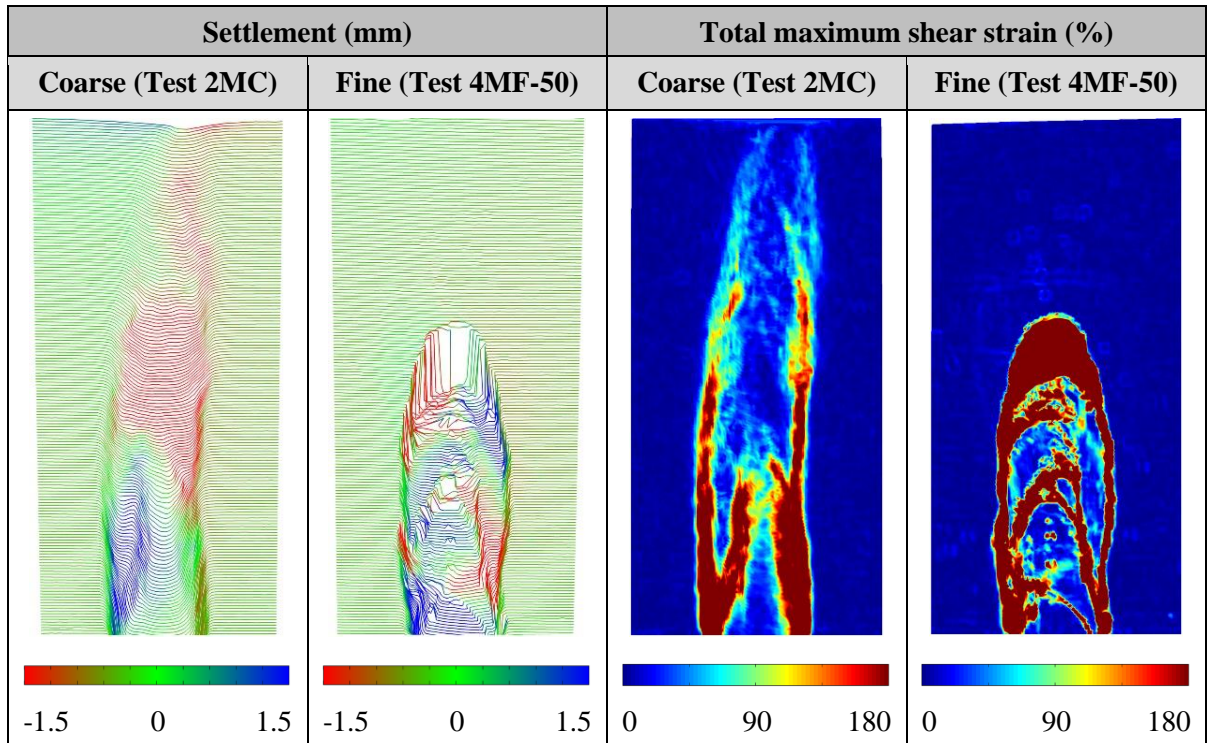 Settlement (mm) Total maximum shear strain (%)
Coarse (Test 2MC) Fine (Test 4MF-50) Coarse (Test 2MC) Fine (Test 4MF-50)
-1.5 0 1.5 -1.5 0 1.5 0 90 180 0 90 180